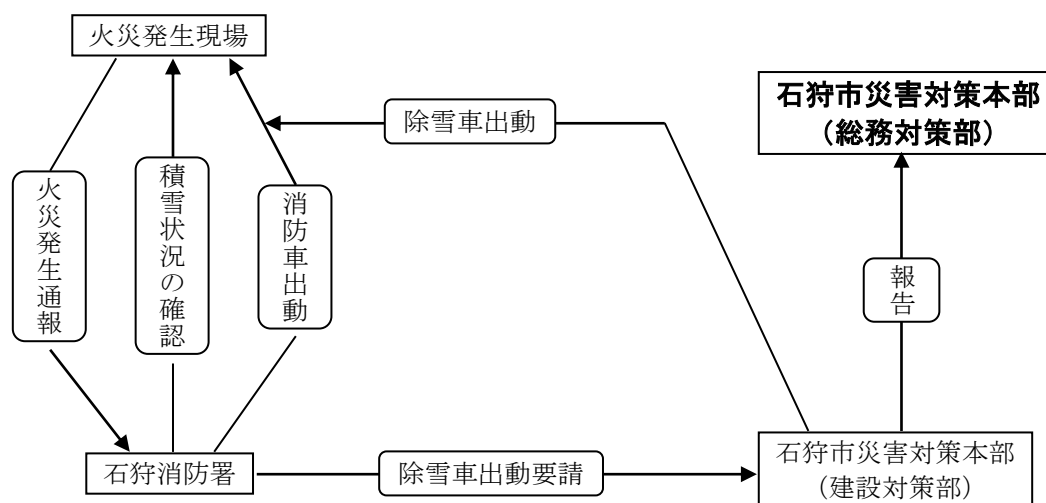 火災発生現場
石狩市災害対策本部
（総務対策部）
除雪車出動
火災発生通報
積雪状況の確認
消防車出動
報告
石狩消防署
除雪車出動要請
石狩市災害対策本部
（建設対策部）